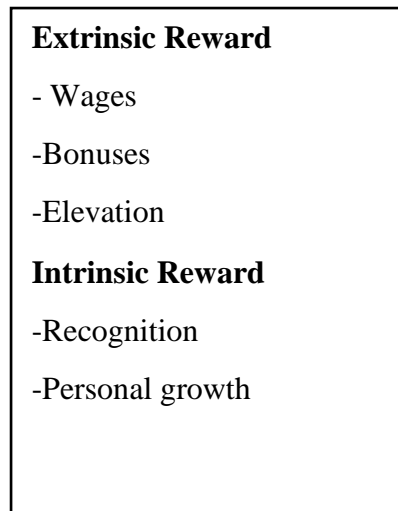 Extrinsic Reward
- Wages
-Bonuses
-Elevation
Intrinsic Reward
-Recognition
-Personal growth